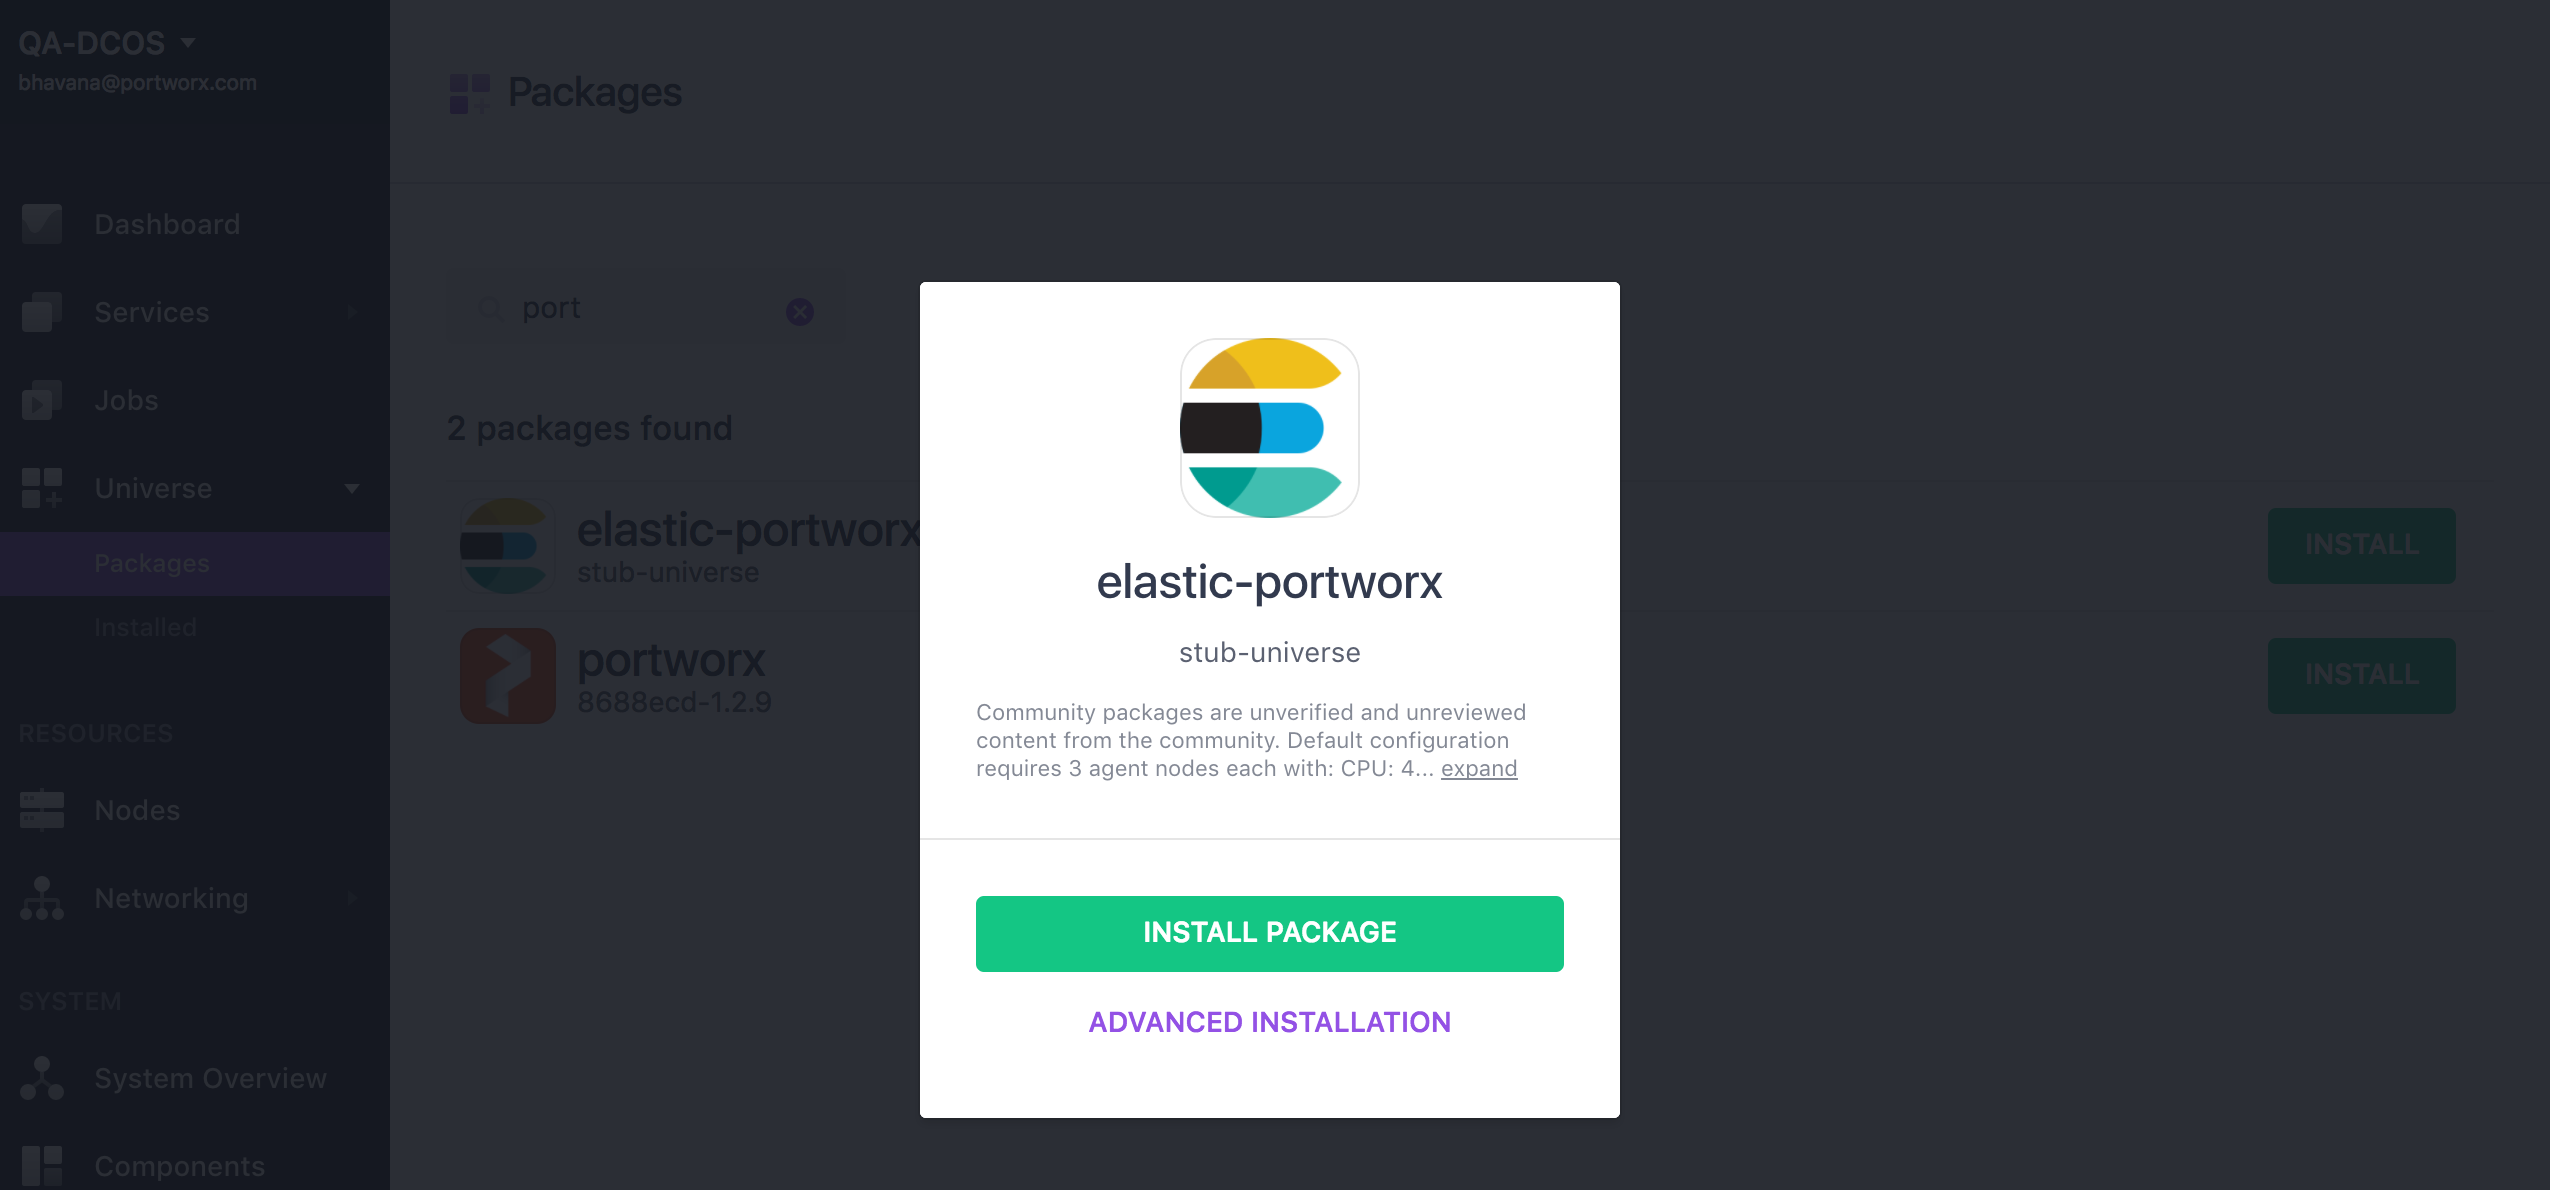 QA-DCOS
bhavana@portworx.com
Dashboard
Services
Jobs
Universe
Packages
Installed
RESOURCES
Nodes
Networking
SYSTEM
System Overview
Components
Packages
port
2 packages found
elastic-portworx
stub-universe
INSTALL
portworx
8688ecd-1.2.9
INSTALL
elastic-portworx
stub-universe
Community packages are unverified and unreviewed
content from the community. Default configuration
requires 3 agent nodes each with: CPU: 4... expand
INSTALL PACKAGE
ADVANCED INSTALLATION